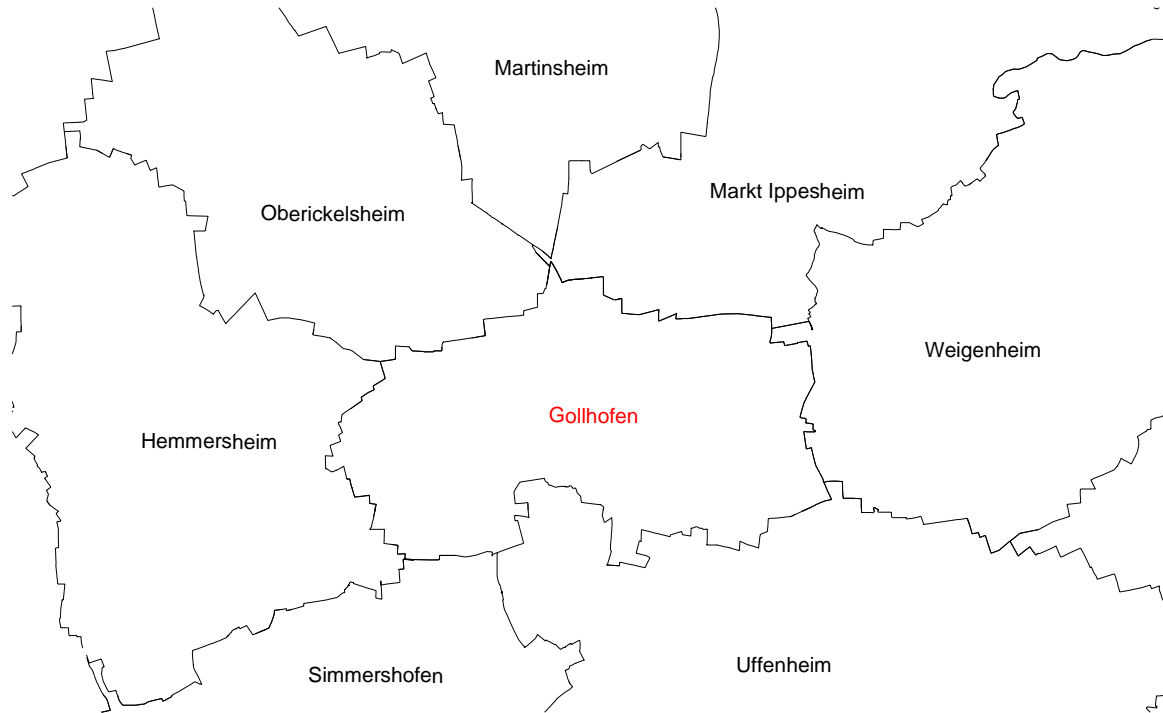 Martinsheim
Markt Ippesheim
Oberickelsheim
Weigenheim
Gollhofen
Hemmersheim
Uffenheim
Simmershofen